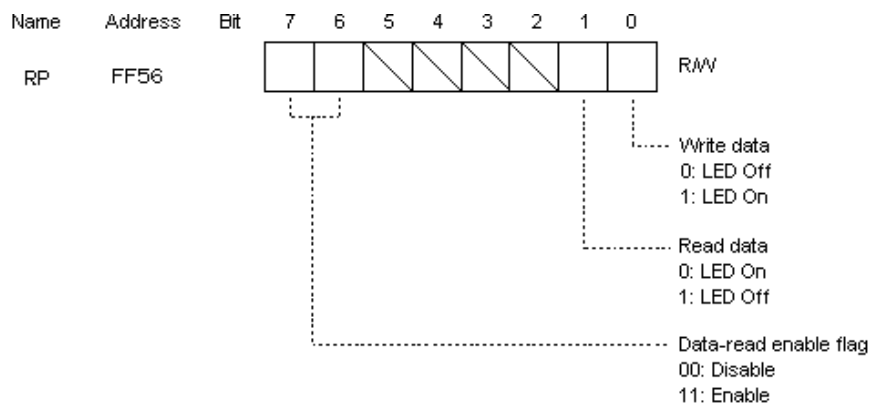 Name Address Bit 7 6 5 4 3 2 1 0
RP FF56 R/W
Write data
0: LED Off
1: LED On
Read data
0: LED On
1: LED Off
Data-read enable flag
00: Disable
11: Enable